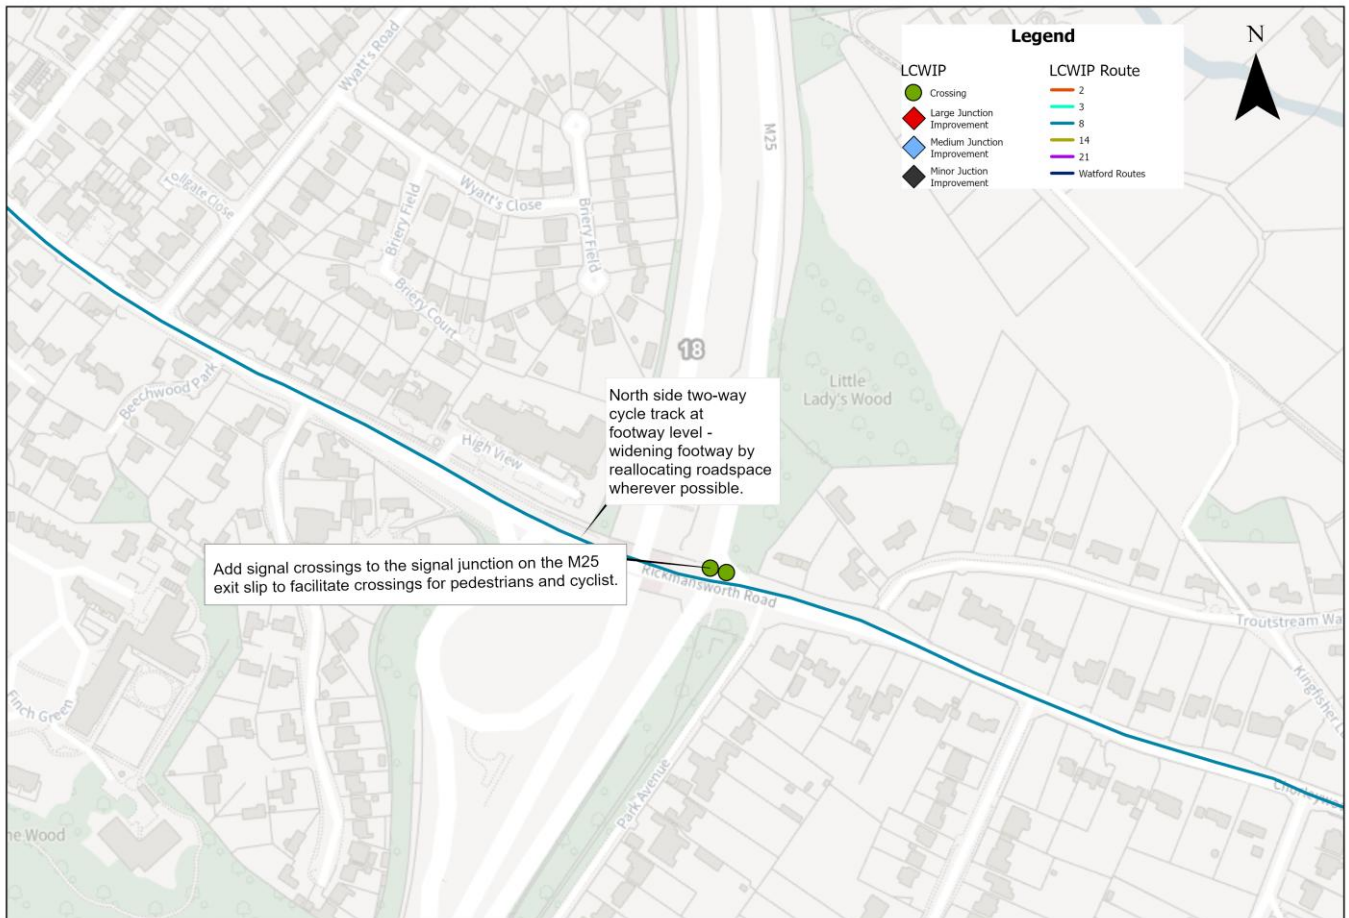 Legend
N
LCWIP
Crossing
Large Junction
Improvement
Medium Junction
Improvement
Minor Juction
Improvement
LCWIP Route
2
3
8
14
21
Watford Routes
Wyatt's Road
M25
Wyatt's Close
Briery Field
Briery Field
Briery Court
18
Beechwood Park
Little
Lady's Wood
High View
North side two-way
cycle track at
footway level -
widening footway by
reallocating roadspace
wherever possible.
Add signal crossings to the signal junction on the M25
exit slip to facilitate crossings for pedestrians and cyclist.
Rickmansworth Road
Troutstream Wa
Kingfisher L
Finch Green
Park Avenue
Chorleywo
ne Wood